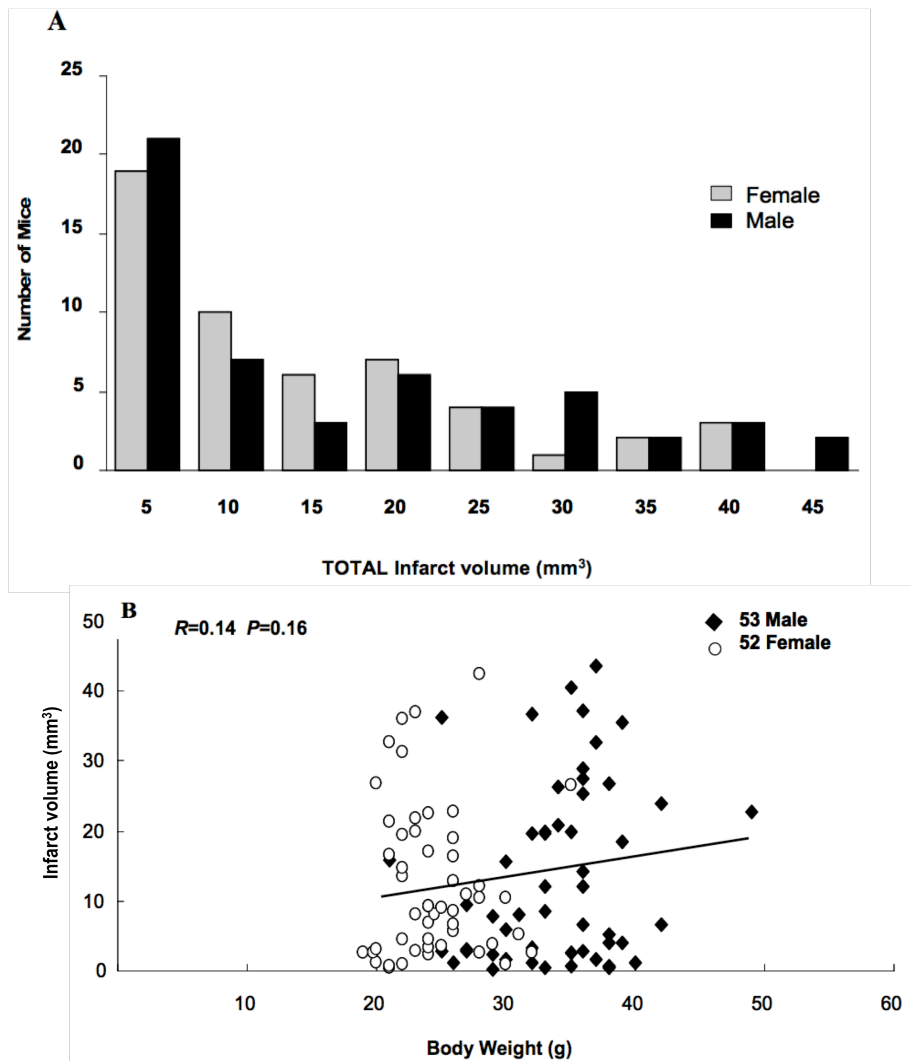 A
25
20
15
10
5
0
Number of Mice
Female
Male
5 10 15 20 25 30 35 40 45
TOTAL Infarct volume (mm³)
B
R=0.14 P=0.16
53 Male
52 Female
50
40
30
20
10
0
Infarct volume (mm³)
10 20 30 40 50 60
Body Weight (g)